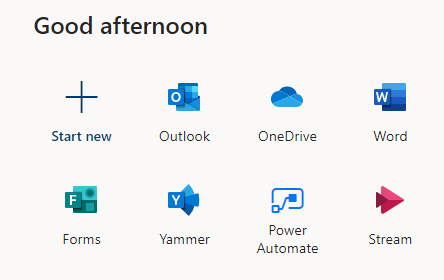 Good afternoon
Start new
Outlook
OneDrive
Word
Forms
Yammer
Power
Automate
Stream